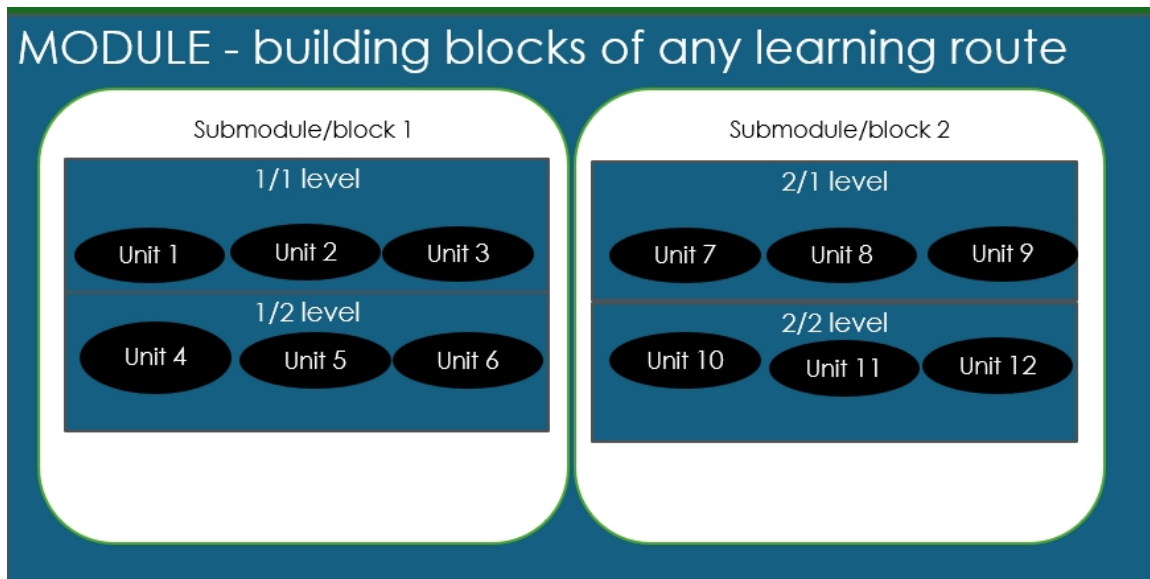 MODULE - building blocks of any learning route
Submodule/block 1
1/1 level
Unit 1
Unit 2
Unit 3
1/2 level
Unit 4
Unit 5
Unit 6
Submodule/block 2
2/1 level
Unit 7
Unit 8
Unit 9
2/2 level
Unit 10
Unit 11
Unit 12